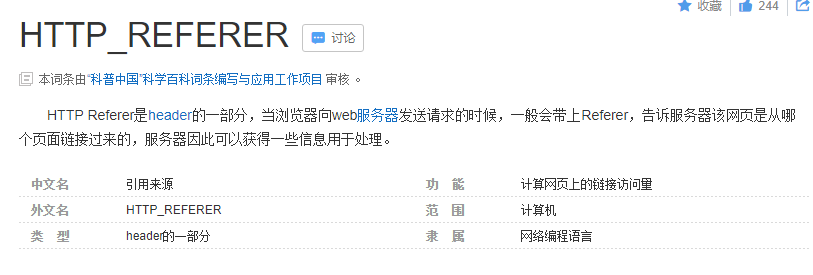 收藏 244
HTTP_REFERER 讨论
本词条由“科普中国”科学百科词条编写与应用工作项目 审核 。
HTTP Referer是header的一部分，当浏览器向web服务器发送请求的时候，一般会带上Referer，告诉服务器该网页是从哪
个页面链接过来的，服务器因此可以获得一些信息用于处理。
中文名 引用来源 功 能 计算网页上的链接访问量
外文名 HTTP_REFERER 范 围 计算机
类 型 header的一部分 隶 属 网络编程语言